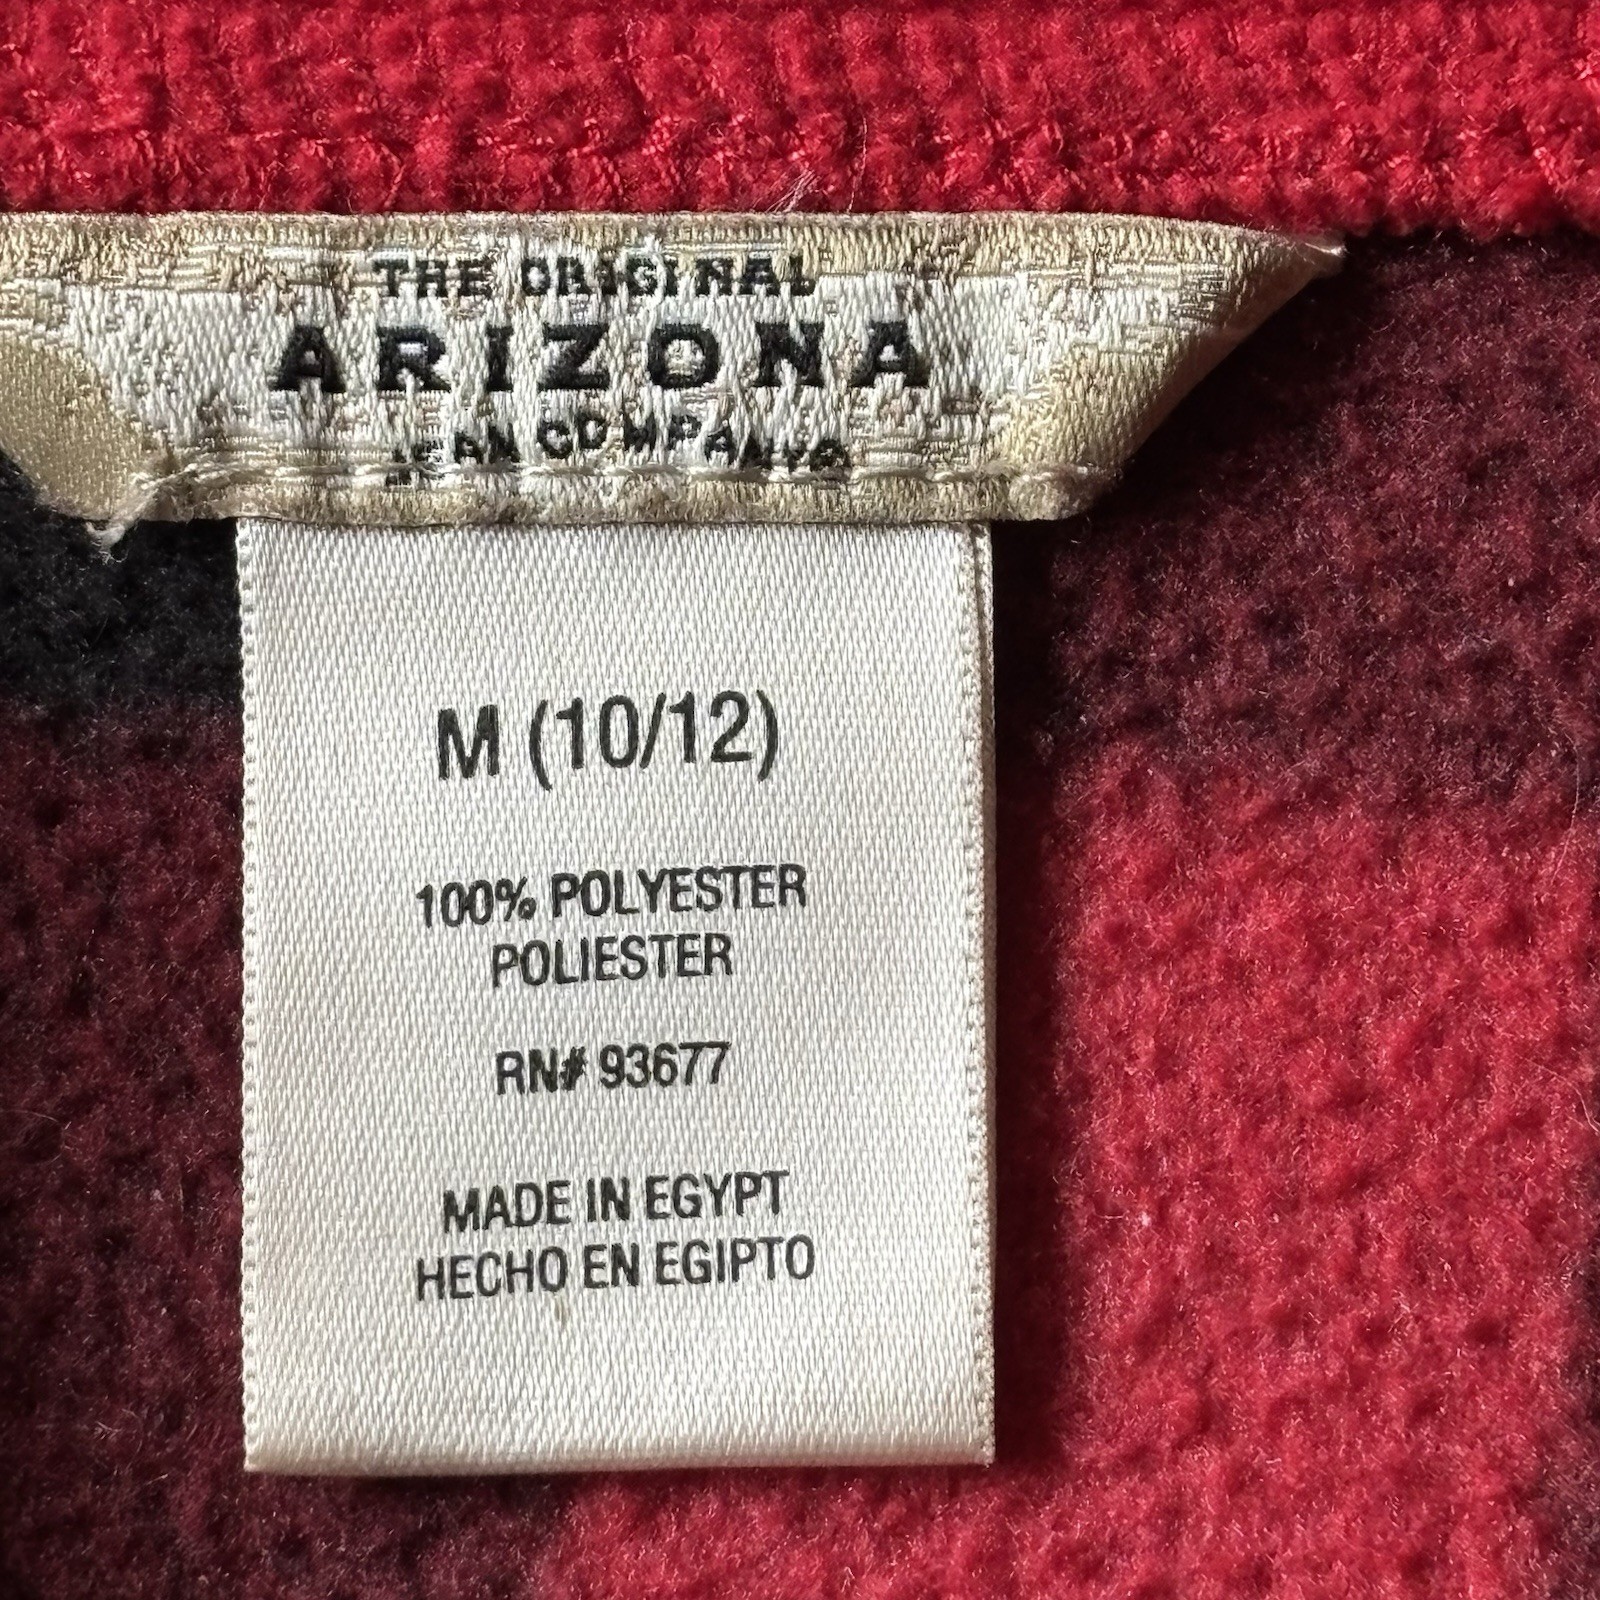 THE ORIGINAL
ARIZONA
JEAN COMPANY®
M (10/12)
100% POLYESTER
POLIESTER
RN# 93677
MADE IN EGYPT
HECHO EN EGIPTO